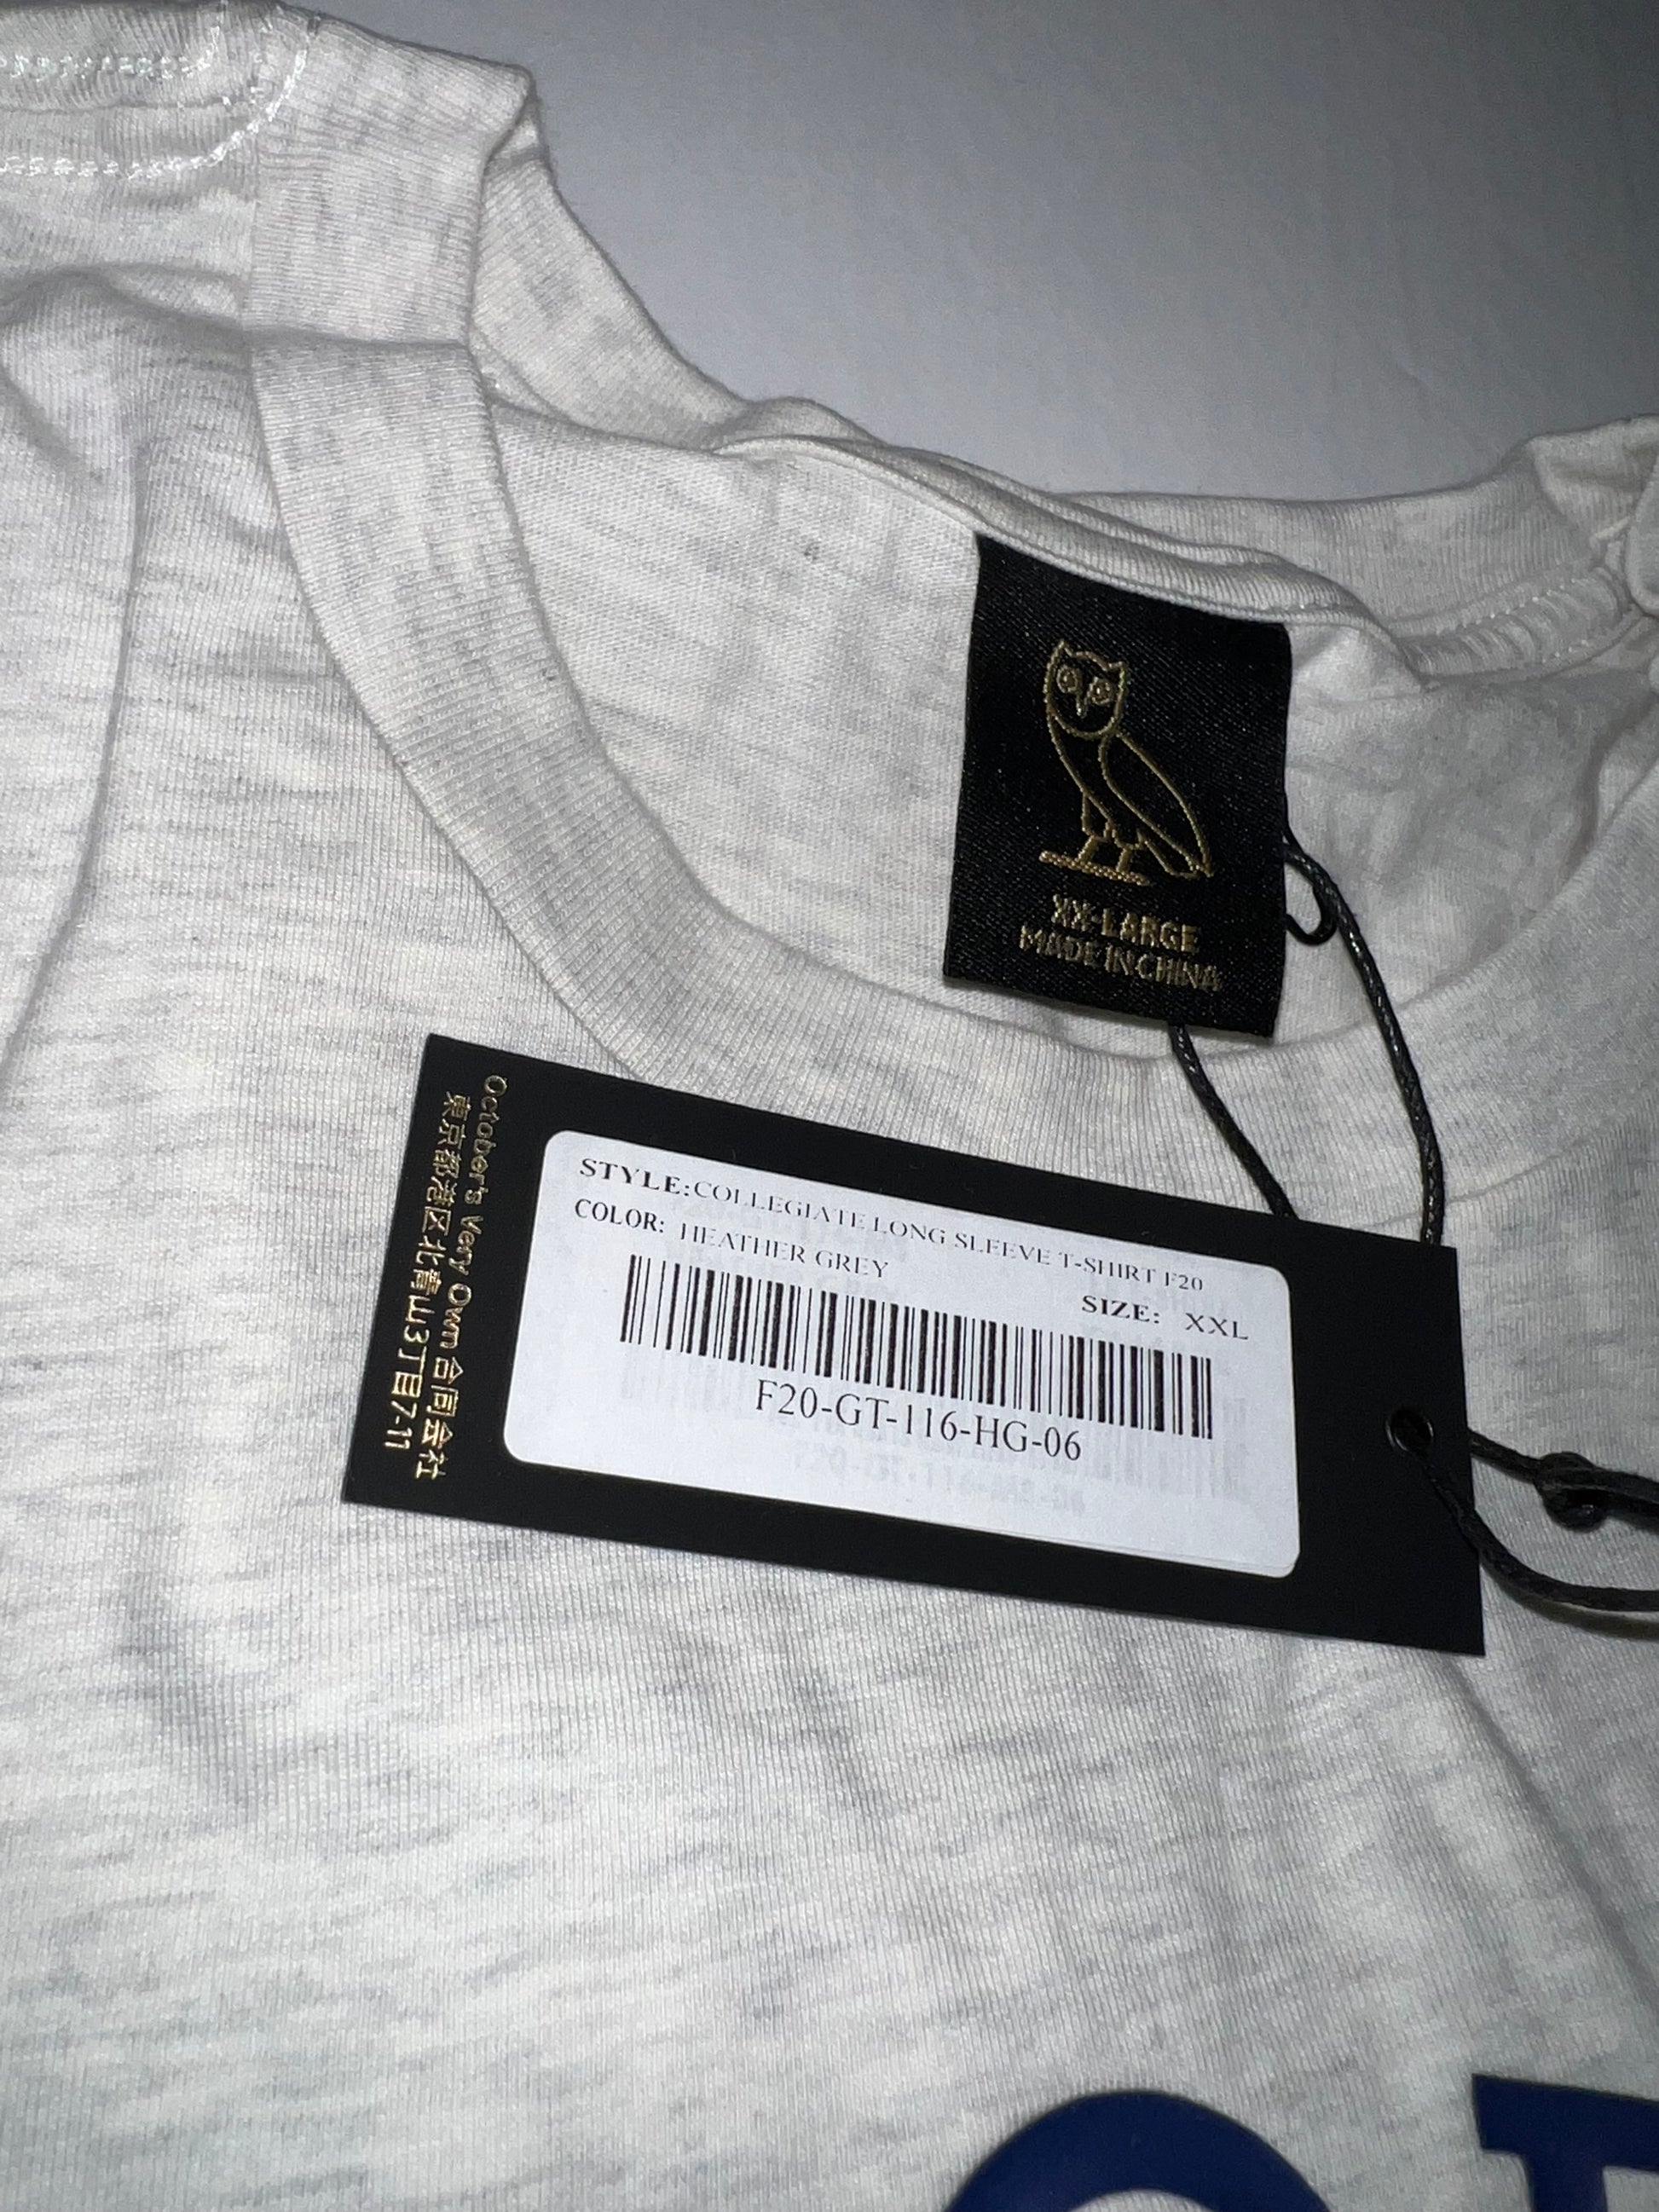 XX-LARGE
MADE IN CHINA
October's Very Own 合同会社
東京都港区北青山3丁目7-11
STYLE:COLLEGIATE LONG SLEEVE T-SHIRT F20
COLOR: HEATHER GREY
SIZE: XXL
F20-GT-116-HG-06